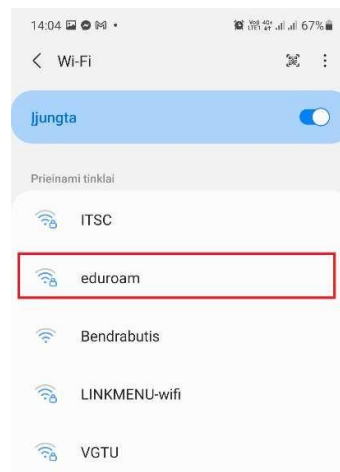 14:04 67%
Wi-Fi
Įjungta
Prieinami tinklai
ITSC
eduroam
Bendrabutis
LINKMENU-wifi
VGTU